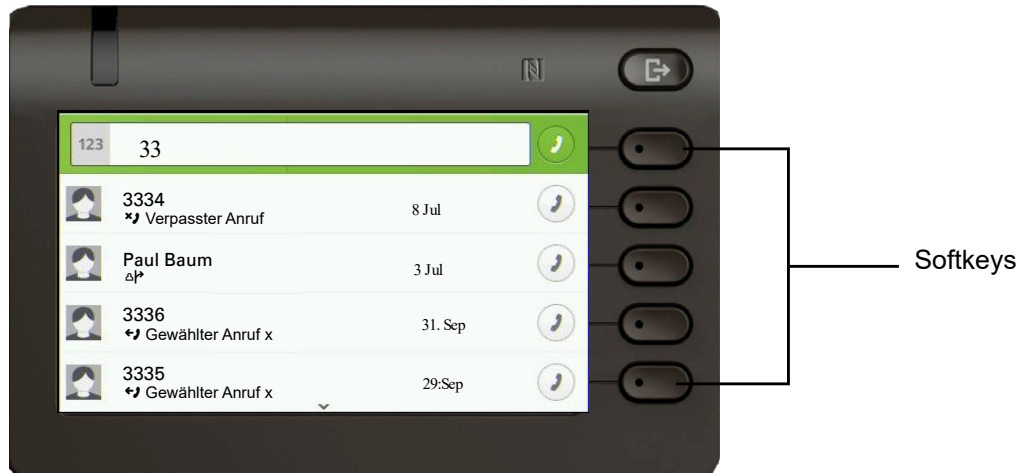 123 33
3334 8 Jul
Verpasster Anruf
Paul Baum 3 Jul
3336 31. Sep
Gewählter Anruf x
3335 29:Sep
Gewählter Anruf x
Softkeys